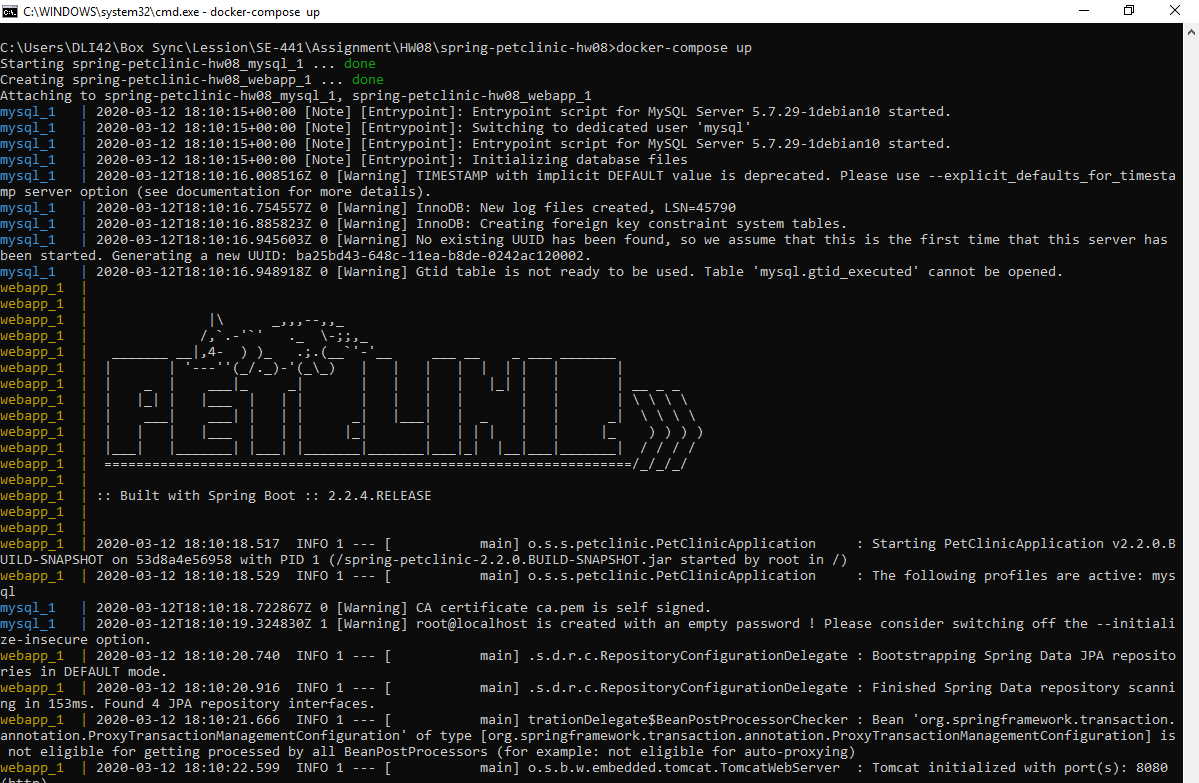 C:\WINDOWS\system32\cmd.exe - docker-compose up
C:\Users\DLI42\Box Sync\Lession\SE-441\Assignment\HW08\spring-petclinic-hw08>docker-compose up
Starting spring-petclinic-hw08_mysql_1 ... done
Creating spring-petclinic-hw08_webapp_1 ... done
Attaching to spring-petclinic-hw08_mysql_1, spring-petclinic-hw08_webapp_1
mysql_1   | 2020-03-12 18:10:15+00:00 [Note] [Entrypoint]: Entrypoint script for MySQL Server 5.7.29-1debian10 started.
mysql_1   | 2020-03-12 18:10:15+00:00 [Note] [Entrypoint]: Switching to dedicated user 'mysql'
mysql_1   | 2020-03-12 18:10:15+00:00 [Note] [Entrypoint]: Entrypoint script for MySQL Server 5.7.29-1debian10 started.
mysql_1   | 2020-03-12 18:10:15+00:00 [Note] [Entrypoint]: Initializing database files
mysql_1   | 2020-03-12T18:10:16.008516Z 0 [Warning] TIMESTAMP with implicit DEFAULT value is deprecated. Please use --explicit_defaults_for_timesta
mp server option (see documentation for more details).
mysql_1   | 2020-03-12T18:10:16.754557Z 0 [Warning] InnoDB: New log files created, LSN=45790
mysql_1   | 2020-03-12T18:10:16.885823Z 0 [Warning] InnoDB: Creating foreign key constraint system tables.
mysql_1   | 2020-03-12T18:10:16.945603Z 0 [Warning] No existing UUID has been found, so we assume that this is the first time that this server has
been started. Generating a new UUID: ba25bd43-648c-11ea-b8de-0242ac120002.
mysql_1   | 2020-03-12T18:10:16.948918Z 0 [Warning] Gtid table is not ready to be used. Table 'mysql.gtid_executed' cannot be opened.
webapp_1  |
webapp_1  |
webapp_1  |               |\      _,,,--,,_
webapp_1  |              /,`.-'`'   ._  \-;;,_
webapp_1  |   _______ __|,4-  ) )_   .;.(__`'-'__     ___ __    _ ___ _______
webapp_1  |  |       | '---''(_/._)-'(_\_)   |   |   |   |  |  | |   |       |
webapp_1  |  |    _  |    ___|_     _|       |   |   |   |   |_| |   |       | __ _ _
webapp_1  |  |   |_| |   |___  |   | |       |   |   |   |       |   |       | \ \ \ \
webapp_1  |  |    ___|    ___| |   | |      _|   |___|   |  _    |   |      _|  \ \ \ \
webapp_1  |  |   |   |   |___  |   | |     |_|       |   | | |   |   |     |_    ) ) ) )
webapp_1  |  |___|   |_______| |___| |_______|_______|___|_|  |__|___|_______|  / / / /
webapp_1  |  ==================================================================/_/_/_/
webapp_1  |
webapp_1  | :: Built with Spring Boot :: 2.2.4.RELEASE
webapp_1  |
webapp_1  |
webapp_1  | 2020-03-12 18:10:18.517  INFO 1 --- [           main] o.s.s.petclinic.PetClinicApplication     : Starting PetClinicApplication v2.2.0.B
UILD-SNAPSHOT on 53d8a4e56958 with PID 1 (/spring-petclinic-2.2.0.BUILD-SNAPSHOT.jar started by root in /)
webapp_1  | 2020-03-12 18:10:18.529  INFO 1 --- [           main] o.s.s.petclinic.PetClinicApplication     : The following profiles are active: mys
ql
mysql_1   | 2020-03-12T18:10:18.722867Z 0 [Warning] CA certificate ca.pem is self signed.
mysql_1   | 2020-03-12T18:10:19.324830Z 1 [Warning] root@localhost is created with an empty password ! Please consider switching off the --initiali
ze-insecure option.
webapp_1  | 2020-03-12 18:10:20.740  INFO 1 --- [           main] .s.d.r.c.RepositoryConfigurationDelegate : Bootstrapping Spring Data JPA reposito
ries in DEFAULT mode.
webapp_1  | 2020-03-12 18:10:20.916  INFO 1 --- [           main] .s.d.r.c.RepositoryConfigurationDelegate : Finished Spring Data repository scanni
ng in 153ms. Found 4 JPA repository interfaces.
webapp_1  | 2020-03-12 18:10:21.666  INFO 1 --- [           main] trationDelegate$BeanPostProcessorChecker : Bean 'org.springframework.transaction.
annotation.ProxyTransactionManagementConfiguration' of type [org.springframework.transaction.annotation.ProxyTransactionManagementConfiguration] is
 not eligible for getting processed by all BeanPostProcessors (for example: not eligible for auto-proxying)
webapp_1  | 2020-03-12 18:10:22.599  INFO 1 --- [           main] o.s.b.w.embedded.tomcat.TomcatWebServer  : Tomcat initialized with port(s): 8080
(http)